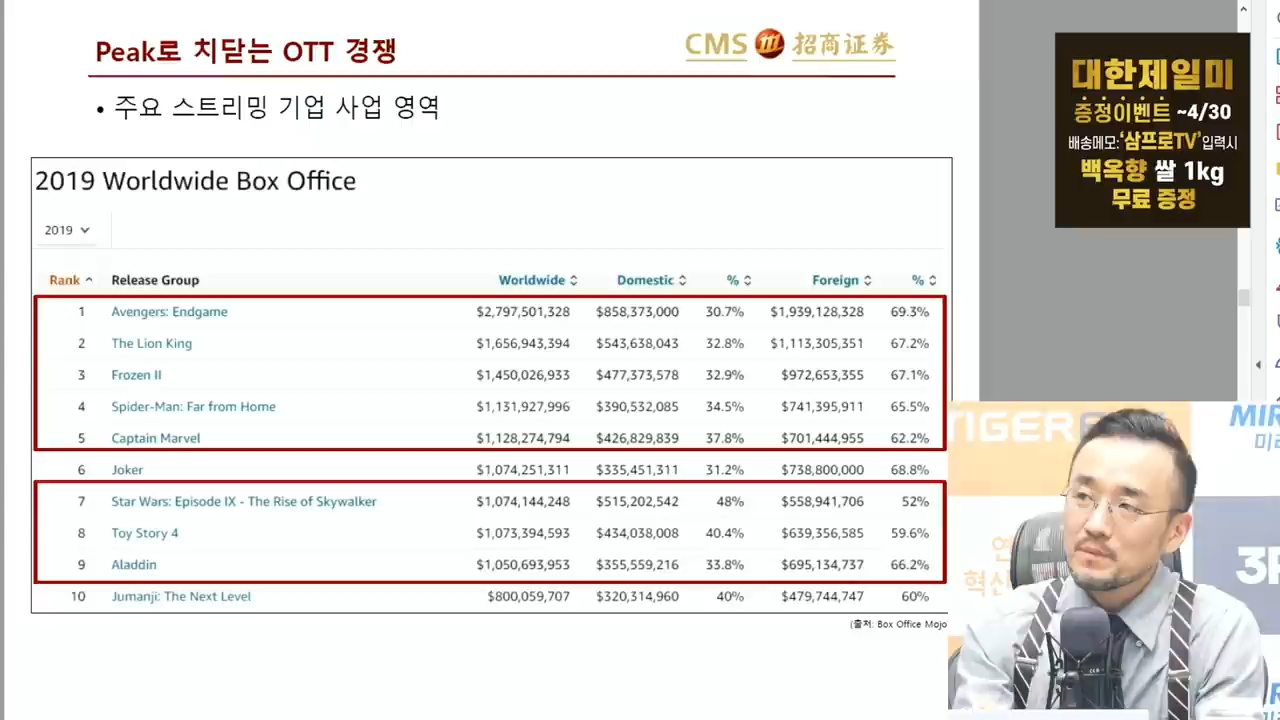 Peak로 치닫는 OTT 경쟁
CMS 招商证券
• 주요 스트리밍 기업 사업 영역
대한제일미
증정이벤트 ~4/30
배송메모:'삼프로TV'입력시
백옥향 쌀 1kg
무료 증정
2019 Worldwide Box Office
2019
Rank Release Group Worldwide Domestic % Foreign %
1 Avengers: Endgame $2,797,501,328 $858,373,000 30.7% $1,939,128,328 69.3%
2 The Lion King $1,656,943,394 $543,638,043 32.8% $1,113,305,351 67.2%
3 Frozen II $1,450,026,933 $477,373,578 32.9% $972,653,355 67.1%
4 Spider-Man: Far from Home $1,131,927,996 $390,532,085 34.5% $741,395,911 65.5%
5 Captain Marvel $1,128,274,794 $426,829,839 37.8% $701,444,955 62.2%
6 Joker $1,074,251,311 $335,451,311 31.2% $738,800,000 68.8%
7 Star Wars: Episode IX - The Rise of Skywalker $1,074,144,248 $515,202,542 48% $558,941,706 52%
8 Toy Story 4 $1,073,394,593 $434,038,008 40.4% $639,356,585 59.6%
9 Aladdin $1,050,693,953 $355,559,216 33.8% $695,134,737 66.2%
10 Jumanji: The Next Level $800,059,707 $320,314,960 40% $479,744,747 60%
(출처: Box Office Mojo
TIGER
MIR
미래
연
혁신
3P